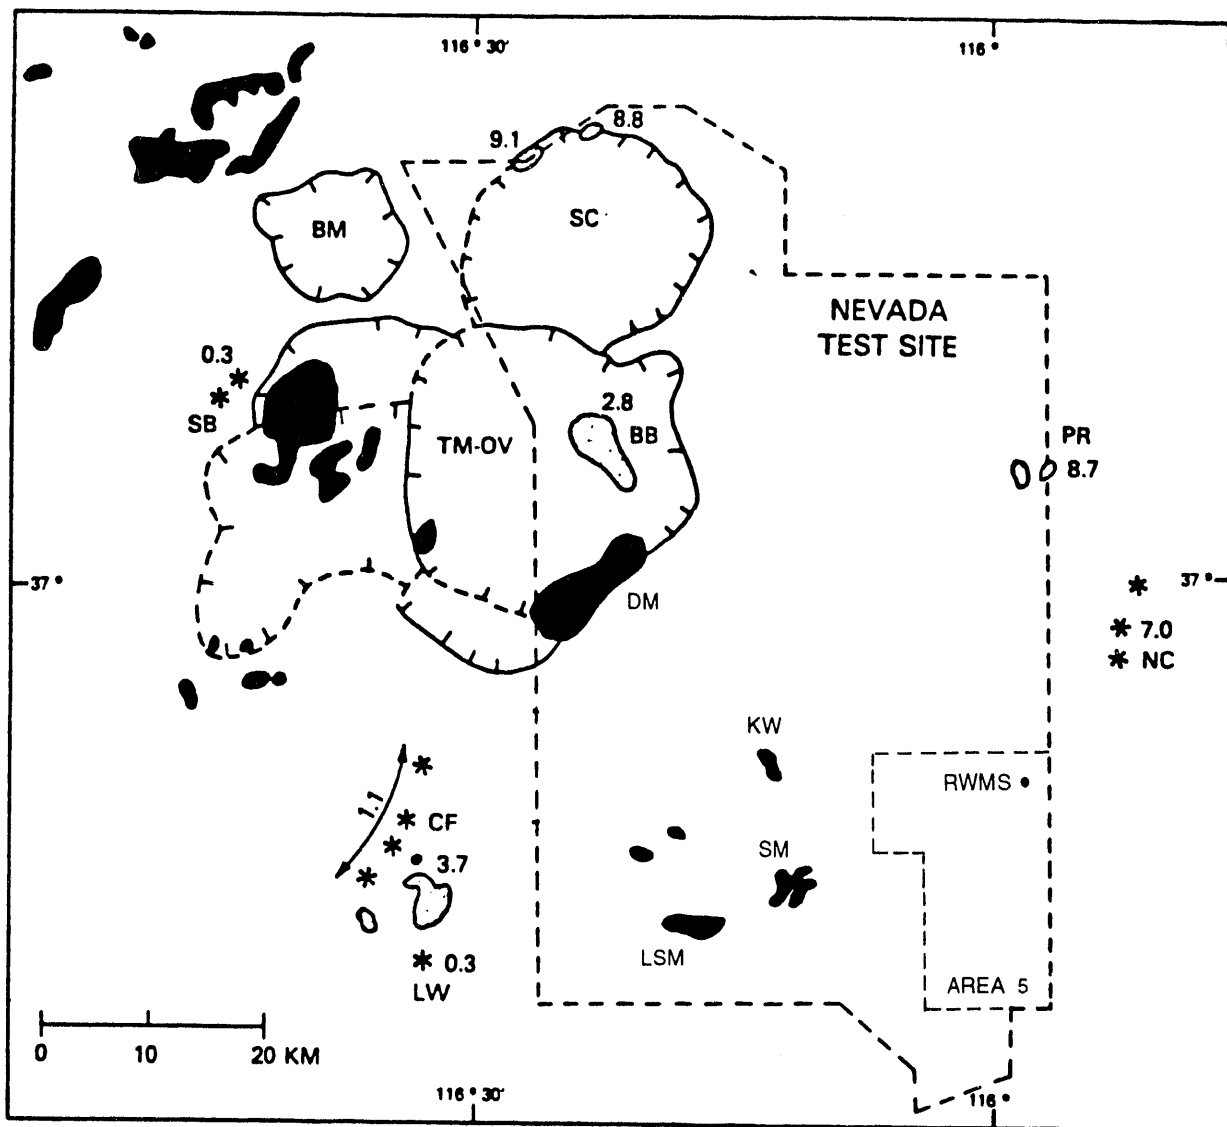 116° 30′
116°
9.1
8.8
BM
SC
NEVADA
TEST SITE
0.3
SB
2.8
TM-OV
BB
PR
8.7
37°
37°
DM
7.0
NC
KW
RWMS
1.1
CF
3.7
SM
LSM
0.3
LW
AREA 5
0 10 20 KM
116° 30′
116°